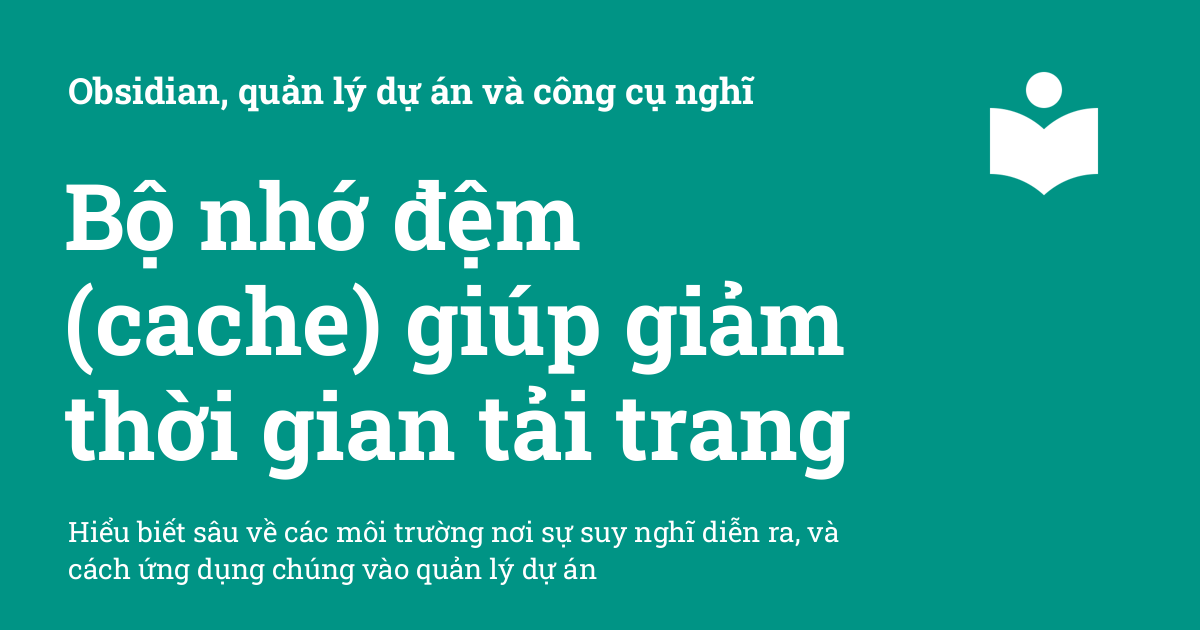 Obsidian, quản lý dự án và công cụ nghĩ
Bộ nhớ đệm
(cache) giúp giảm
thời gian tải trang
Hiểu biết sâu về các môi trường nơi sự suy nghĩ diễn ra, và
cách ứng dụng chúng vào quản lý dự án